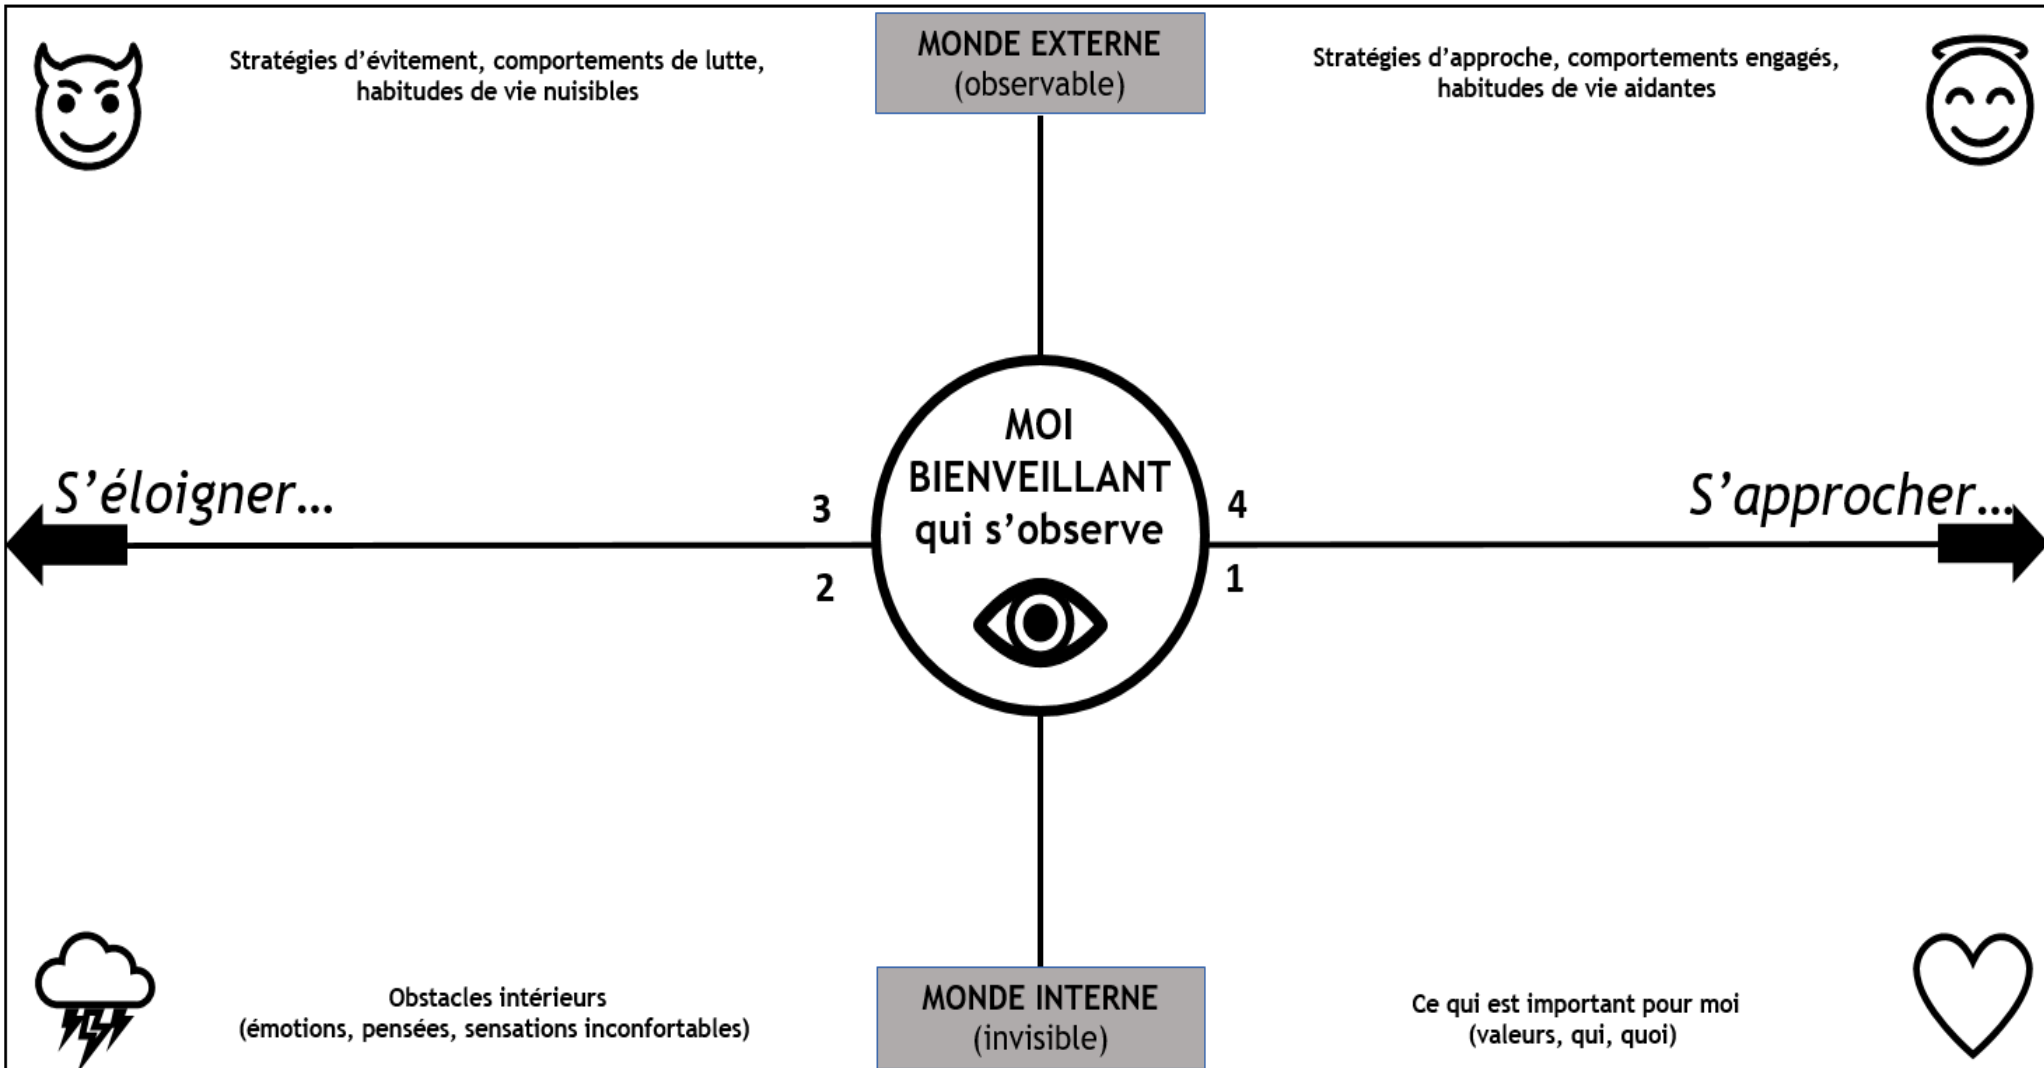 Stratégies d'évitement, comportements de lutte,
habitudes de vie nuisibles
MONDE EXTERNE
(observable)
Stratégies d'approche, comportements engagés,
habitudes de vie aidantes
S'éloigner...
3
2
MOI
BIENVEILLANT
qui s'observe
4
1
S'approcher...
Obstacles intérieurs
(émotions, pensées, sensations inconfortables)
MONDE INTERNE
(invisible)
Ce qui est important pour moi
(valeurs, qui, quoi)